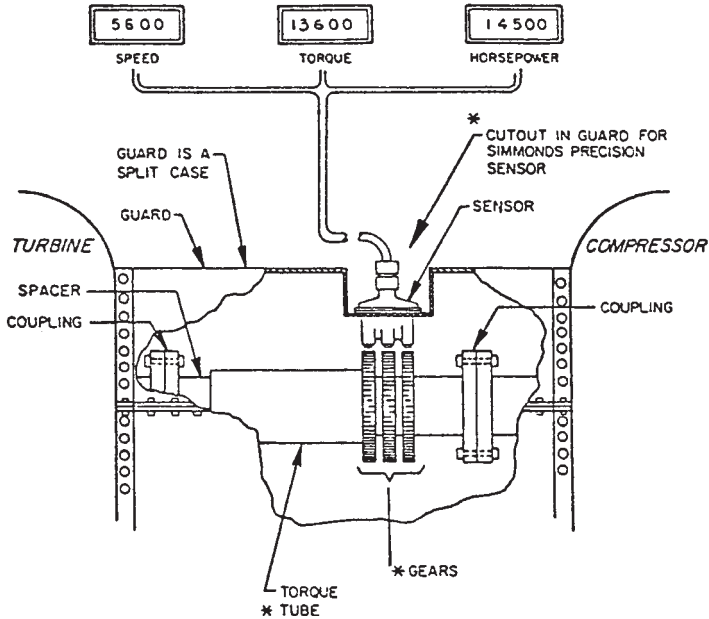 5600
13600
14500
SPEED
TORQUE
HORSEPOWER
*
CUTOUT IN GUARD FOR
SIMMONDS PRECISION
SENSOR
GUARD IS A
SPLIT CASE
SENSOR
GUARD
TURBINE
COMPRESSOR
SPACER
COUPLING
COUPLING
* GEARS
TORQUE
* TUBE